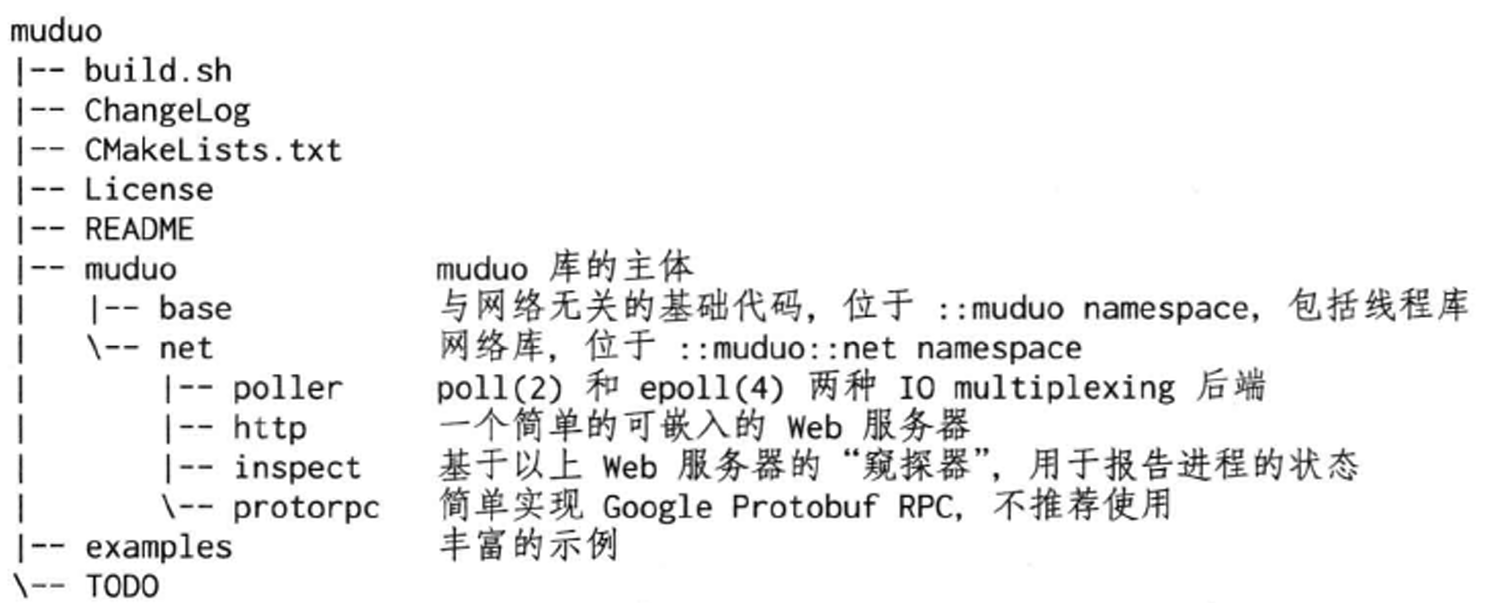 muduo
|-- build.sh
|-- ChangeLog
|-- CMakeLists.txt
|-- License
|-- README
|-- muduo                muduo 库的主体
|   |-- base             与网络无关的基础代码, 位于 ::muduo namespace, 包括线程库
|   \-- net              网络库, 位于 ::muduo::net namespace
|       |-- poller       poll(2) 和 epoll(4) 两种 IO multiplexing 后端
|       |-- http         一个简单的可嵌入的 Web 服务器
|       |-- inspect      基于以上 Web 服务器的“窥探器”, 用于报告进程的状态
|       \-- protorpc     简单实现 Google Protobuf RPC, 不推荐使用
|-- examples             丰富的示例
\-- TODO